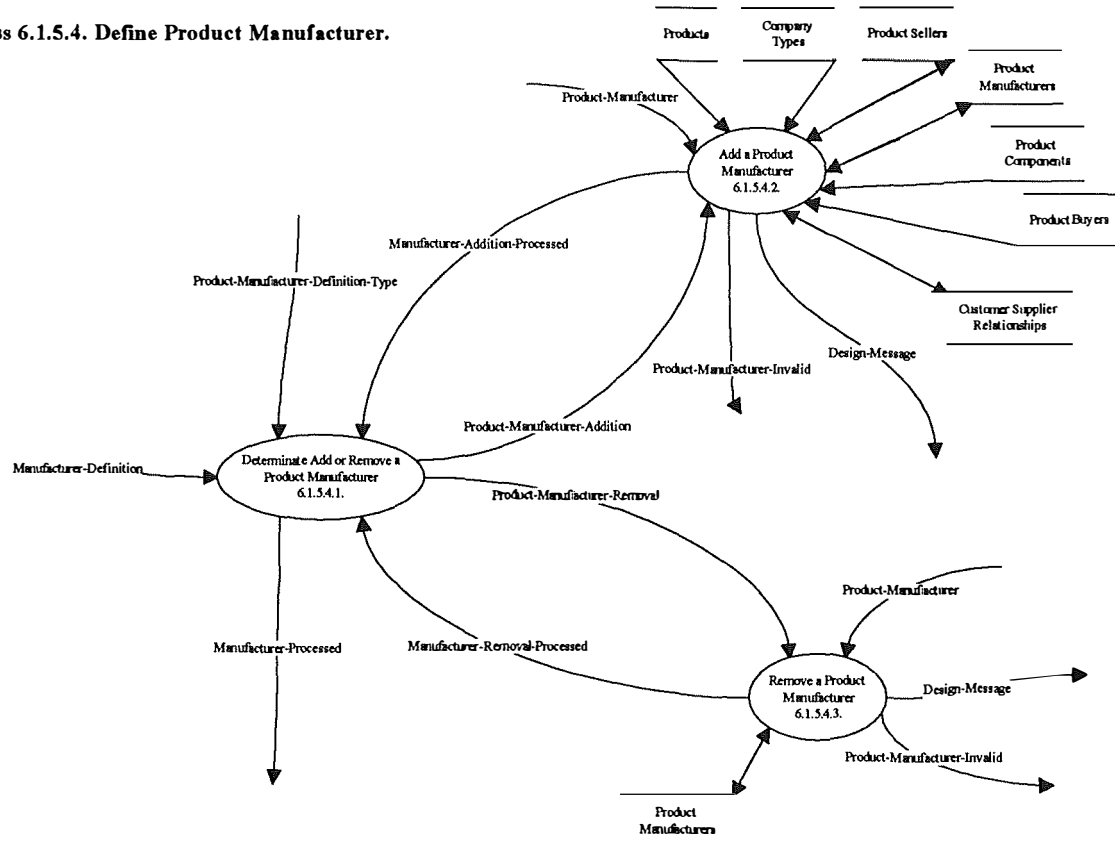 ss 6.1.5.4. Define Product Manufacturer.
Products
Company
Types
Product Sellers
Product
Manufacturers
Product-Manufacturer
Add a Product
Manufacturer
6.1.5.4.2.
Product
Components
Product Buyers
Manufacturer-Addition-Processed
Product-Manufacturer-Definition-Type
Customer Supplier
Relationships
Design-Message
Product-Manufacturer-Invalid
Product-Manufacturer-Addition
Manufacturer-Definition
Determinate Add or Remove a
Product Manufacturer
6.1.5.4.1.
Product-Manufacturer-Removal
Product-Manufacturer
Manufacturer-Processed
Manufacturer-Removal-Processed
Remove a Product
Manufacturer
6.1.5.4.3.
Design-Message
Product-Manufacturer-Invalid
Product
Manufacturers